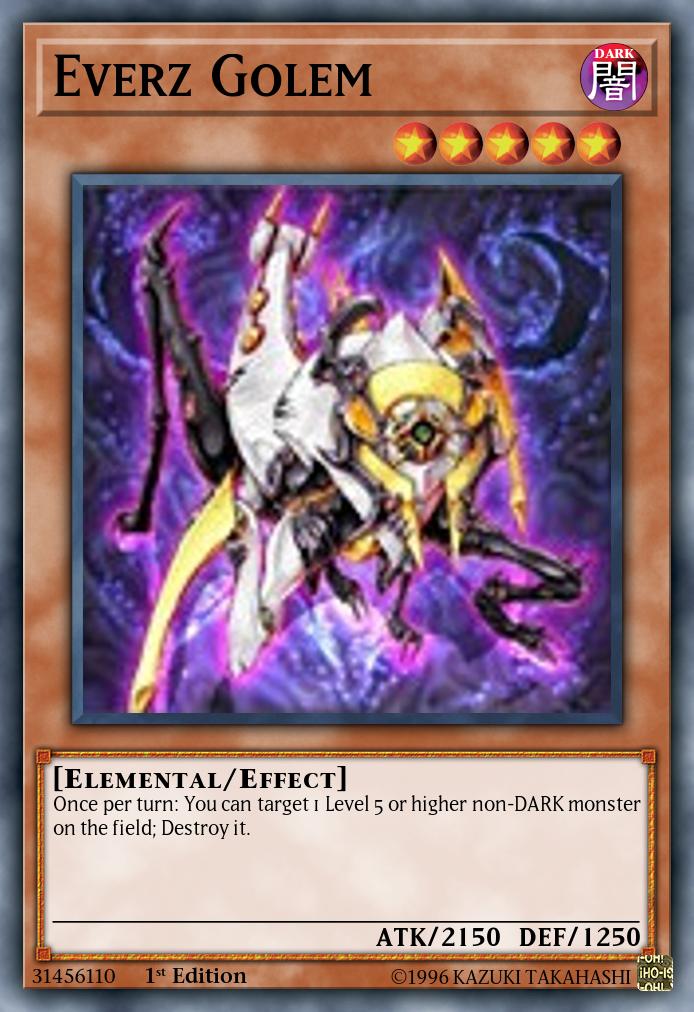 Everz Golem
DARK
闇
[Elemental/Effect]
Once per turn: You can target 1 Level 5 or higher non-DARK monster
on the field; Destroy it.
ATK/2150 DEF/1250
31456110 1st Edition ©1996 KAZUKI TAKAHASHI